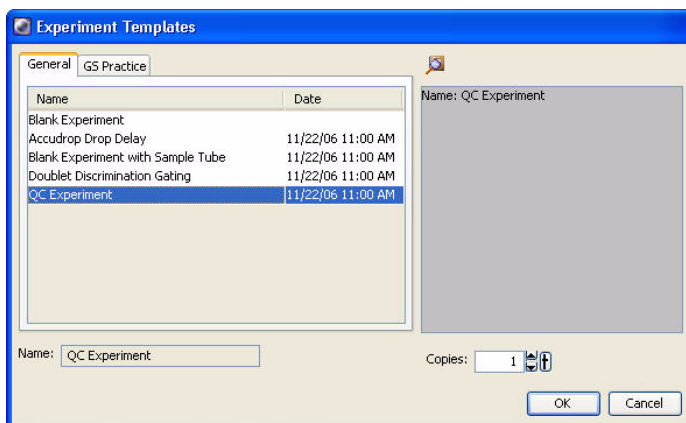 Experiment Templates
General GS Practice
Name Date
Blank Experiment
Accudrop Drop Delay 11/22/06 11:00 AM
Blank Experiment with Sample Tube 11/22/06 11:00 AM
Doublet Discrimination Gating 11/22/06 11:00 AM
QC Experiment 11/22/06 11:00 AM
Name: QC Experiment
Name: QC Experiment
Copies: 1
OK Cancel